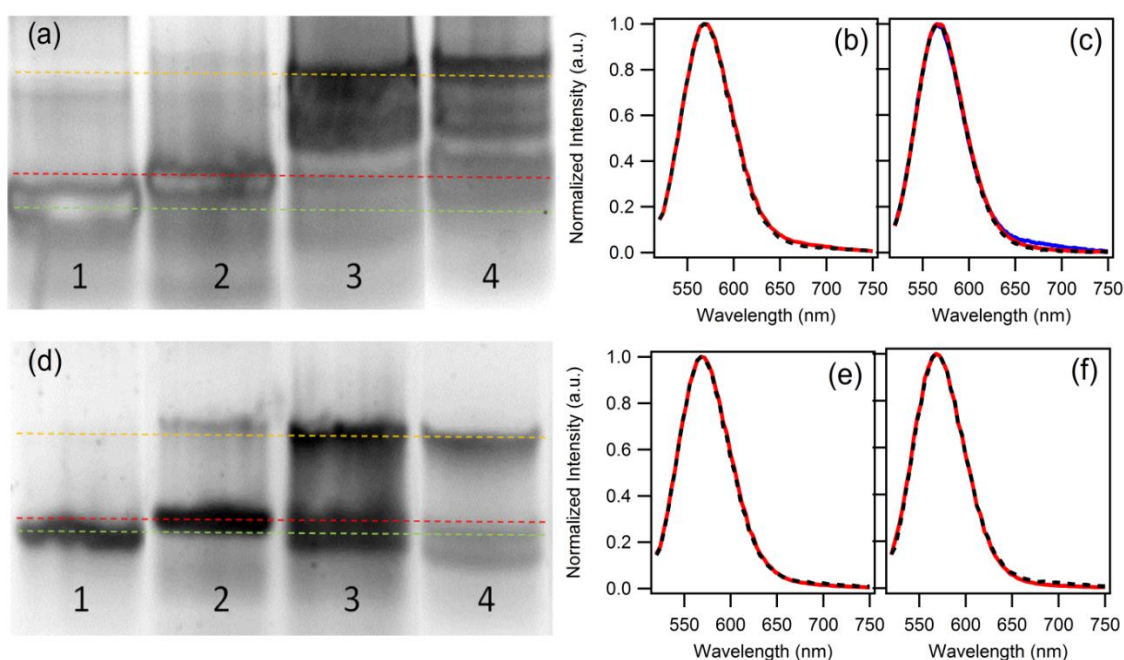 (a)
1 2 3 4
(b)
Normalized Intensity (a.u.)
1.0
0.8
0.6
0.4
0.2
0.0
550 600 650 700 750
Wavelength (nm)
(c)
550 600 650 700 750
Wavelength (nm)
(d)
1 2 3 4
(e)
Normalized Intensity (a.u.)
1.0
0.8
0.6
0.4
0.2
0.0
550 600 650 700 750
Wavelength (nm)
(f)
550 600 650 700 750
Wavelength (nm)